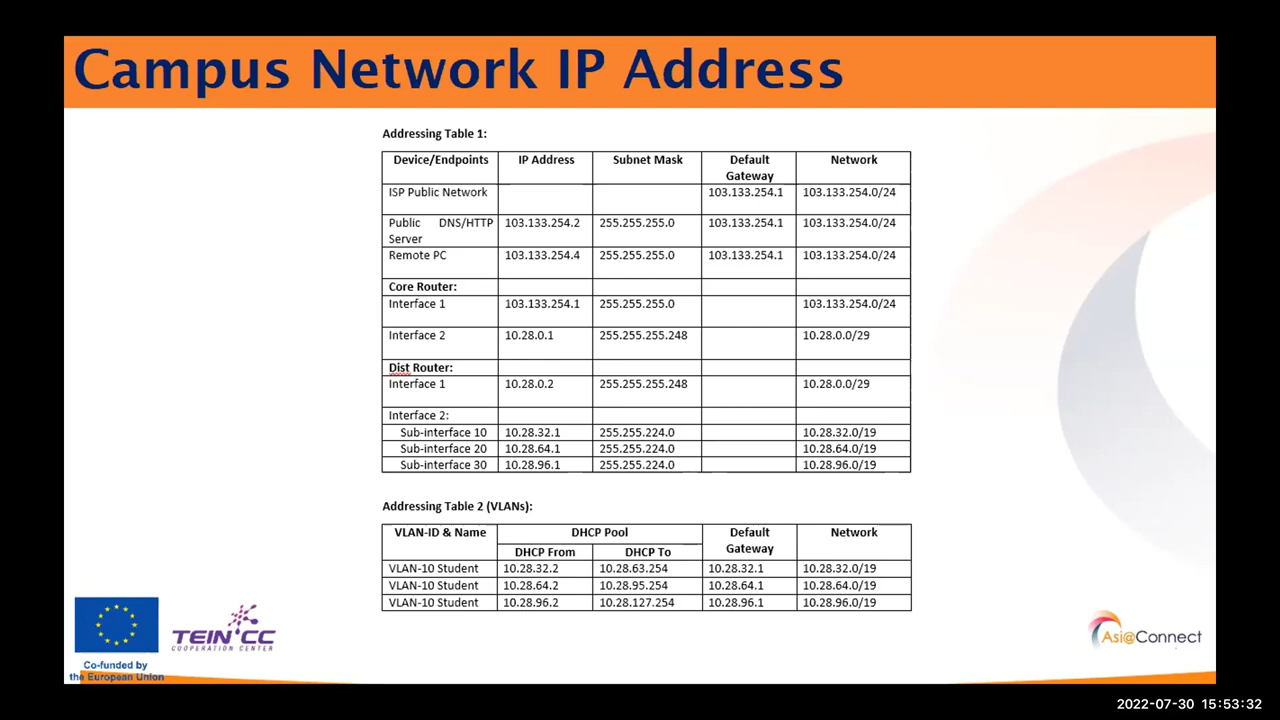 Campus Network IP Address
Addressing Table 1:
Device/Endpoints IP Address Subnet Mask Default Gateway Network
ISP Public Network 103.133.254.1 103.133.254.0/24
Public DNS/HTTP Server 103.133.254.2 255.255.255.0 103.133.254.1 103.133.254.0/24
Remote PC 103.133.254.4 255.255.255.0 103.133.254.1 103.133.254.0/24
Core Router:
Interface 1 103.133.254.1 255.255.255.0 103.133.254.0/24
Interface 2 10.28.0.1 255.255.255.248 10.28.0.0/29
Dist Router:
Interface 1 10.28.0.2 255.255.255.248 10.28.0.0/29
Interface 2:
Sub-interface 10 10.28.32.1 255.255.224.0 10.28.32.0/19
Sub-interface 20 10.28.64.1 255.255.224.0 10.28.64.0/19
Sub-interface 30 10.28.96.1 255.255.224.0 10.28.96.0/19
Addressing Table 2 (VLANs):
VLAN-ID & Name DHCP Pool Default Gateway Network
DHCP From DHCP To
VLAN-10 Student 10.28.32.2 10.28.63.254 10.28.32.1 10.28.32.0/19
VLAN-10 Student 10.28.64.2 10.28.95.254 10.28.64.1 10.28.64.0/19
VLAN-10 Student 10.28.96.2 10.28.127.254 10.28.96.1 10.28.96.0/19
TEIN*CC
COOPERATION CENTER
Co-funded by
the European Union
Asi@Connect
2022-07-30 15:53:32